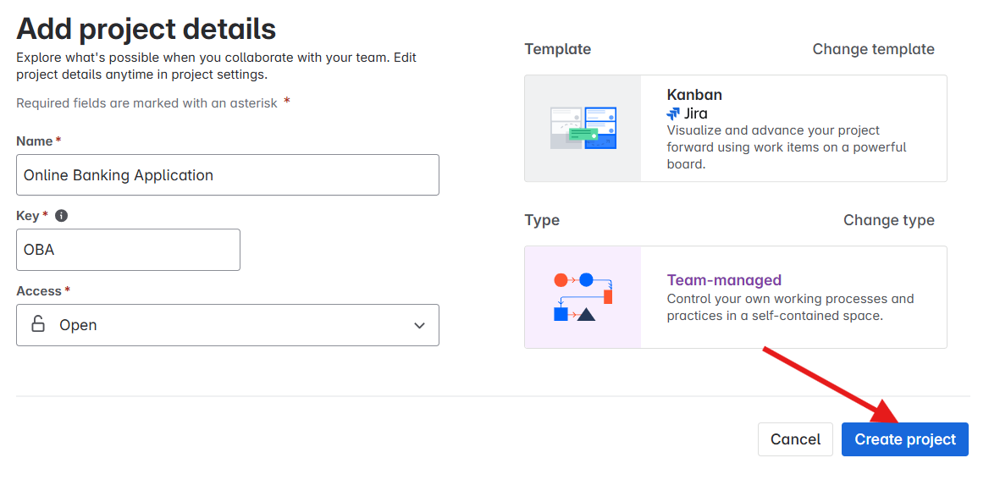 Add project details
Explore what's possible when you collaborate with your team. Edit
project details anytime in project settings.
Required fields are marked with an asterisk *
Name *
Online Banking Application
Key *
OBA
Access *
Open
Template
Change template
Kanban
Jira
Visualize and advance your project
forward using work items on a powerful
board.
Type
Change type
Team-managed
Control your own working processes and
practices in a self-contained space.
Cancel
Create project